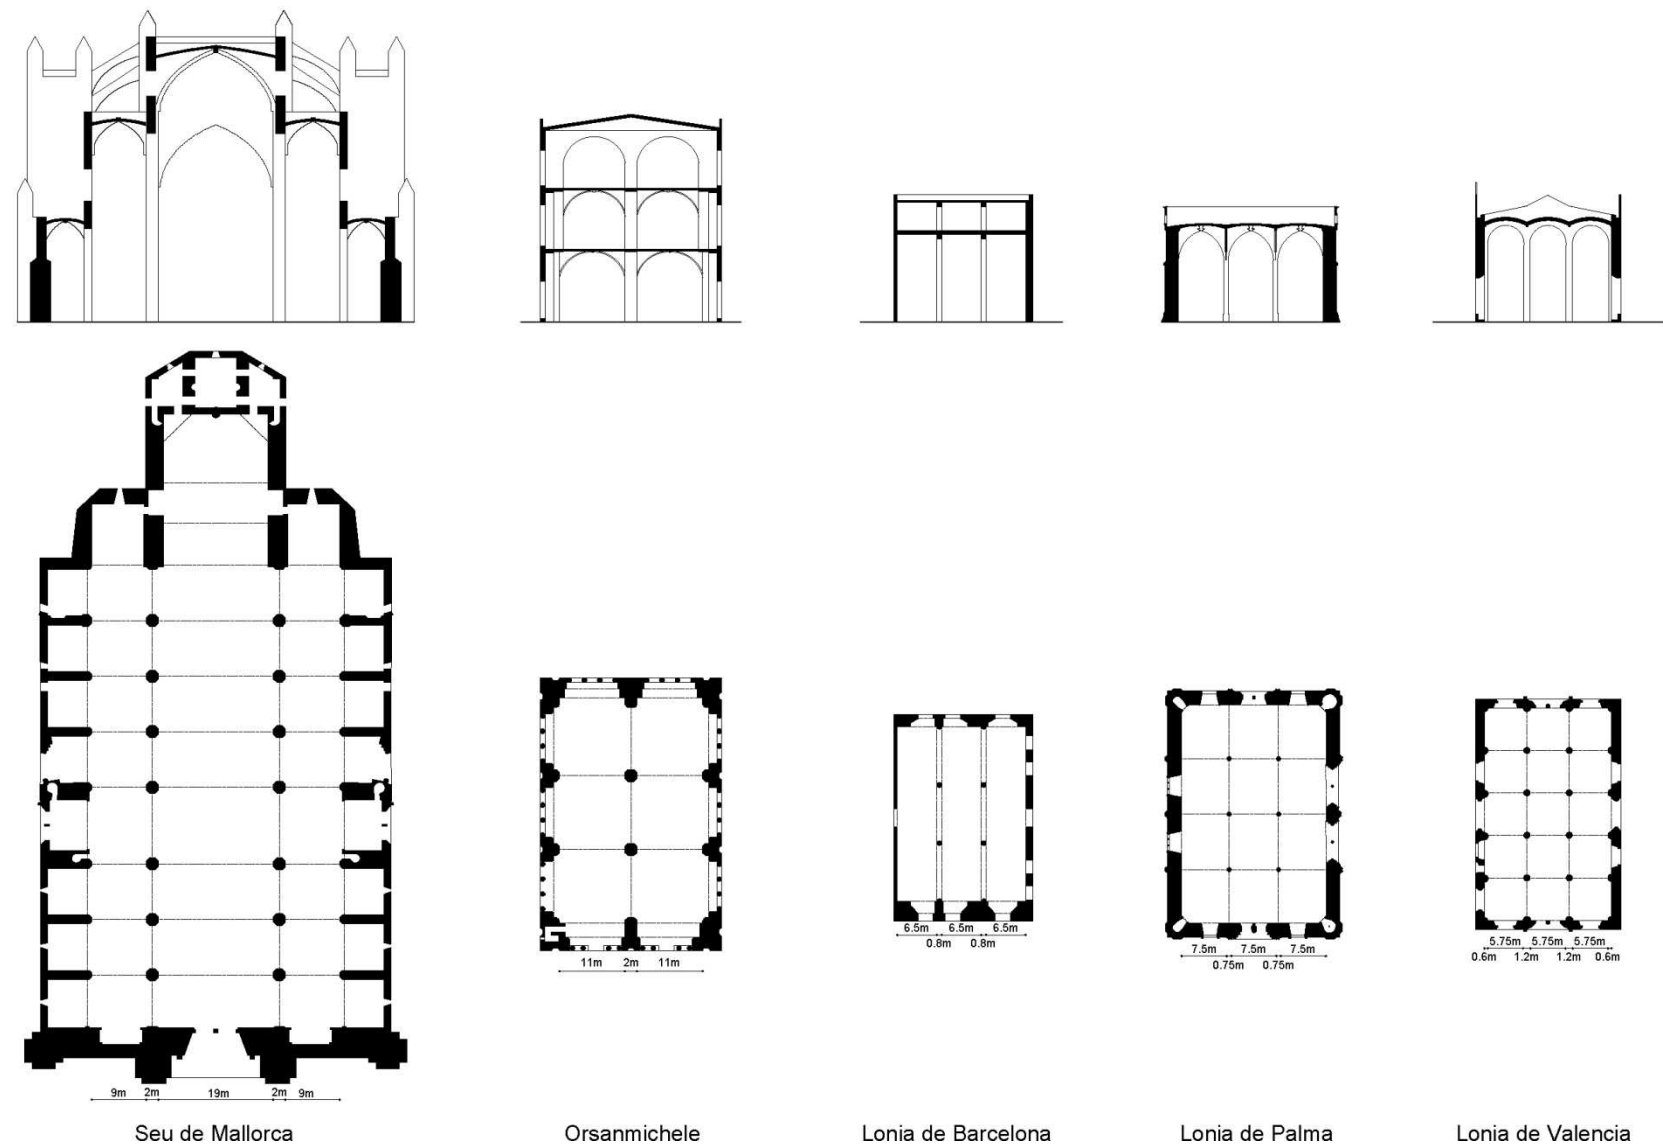 6.5m 6.5m 6.5m
0.8m 0.8m
7.5m 7.5m 7.5m
0.75m 0.75m
5.75m 5.75m 5.75m
0.6m 1.2m 1.2m 0.6m
11m 2m 11m
9m 2m 19m 2m 9m
Seu de Mallorca
Orsanmichele
Lonja de Barcelona
Lonja de Palma
Lonja de Valencia